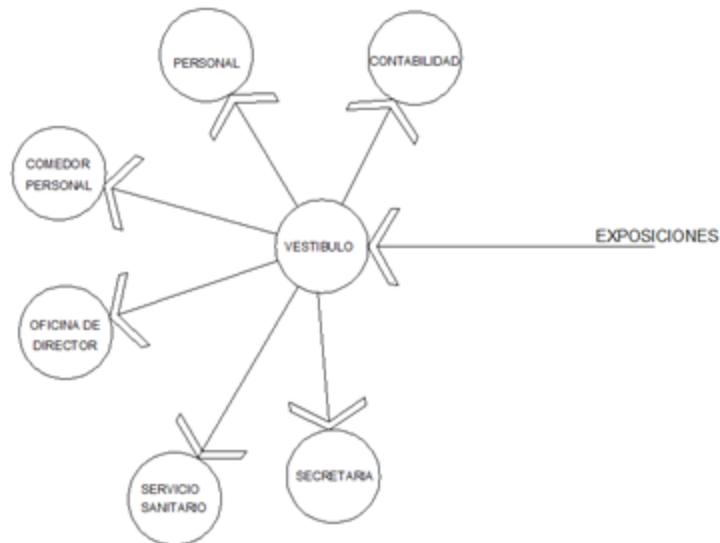 PERSONAL
CONTABILIDAD
COMEDOR
PERSONAL
VESTIBULO
EXPOSICIONES
OFICINA DE
DIRECTOR
SECRETARIA
SERVICIO
SANITARIO